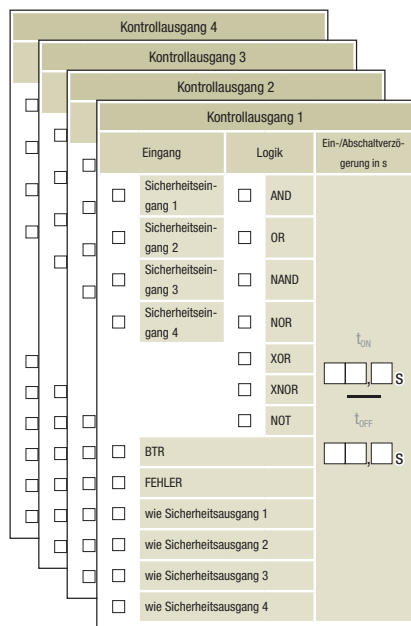 Kontrollausgang 4
Kontrollausgang 3
Kontrollausgang 2
Kontrollausgang 1
Eingang
Logik
Ein-/Abschaltverzö-
gerung in s
Sicherheitsein-
gang 1
AND
Sicherheitsein-
gang 2
OR
Sicherheitsein-
gang 3
NAND
Sicherheitsein-
gang 4
NOR
XOR
XNOR
NOT
tON
, s
tOFF
, s
BTR
FEHLER
wie Sicherheitsausgang 1
wie Sicherheitsausgang 2
wie Sicherheitsausgang 3
wie Sicherheitsausgang 4